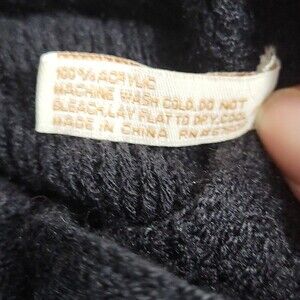 100% ACRYLIC
MACHINE WASH COLD, DO NOT
BLEACH, LAY FLAT TO DRY, COOL
MADE IN CHINA